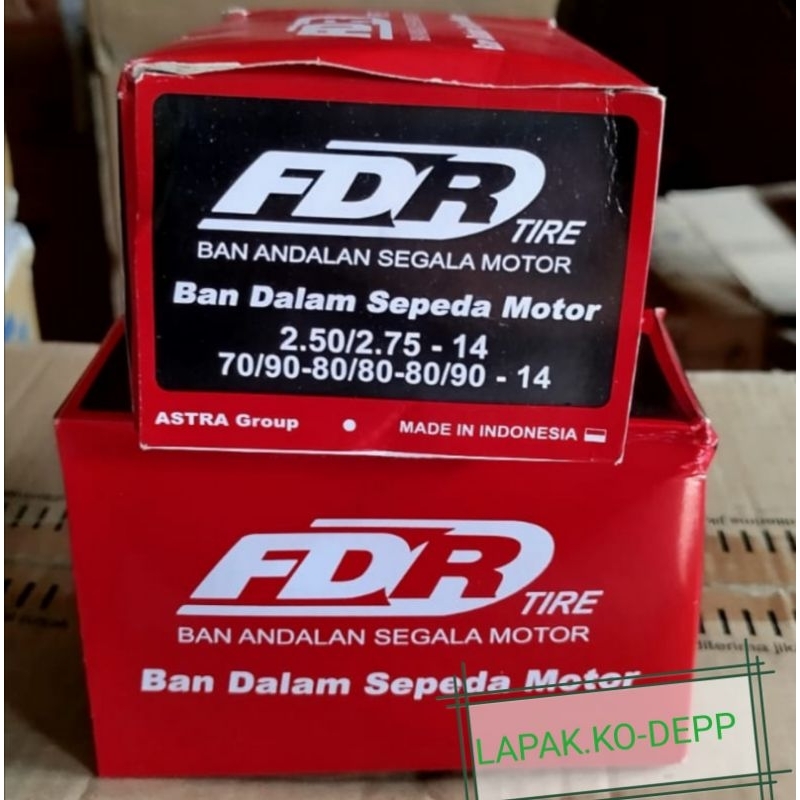 FDR
TIRE
BAN ANDALAN SEGALA MOTOR
Ban Dalam Sepeda Motor
2.50/2.75 - 14
70/90-80/80-80/90 - 14
ASTRA Group • MADE IN INDONESIA
FDR
TIRE
BAN ANDALAN SEGALA MOTOR
Ban Dalam Sepeda Motor
LAPAK.KO-DEPP